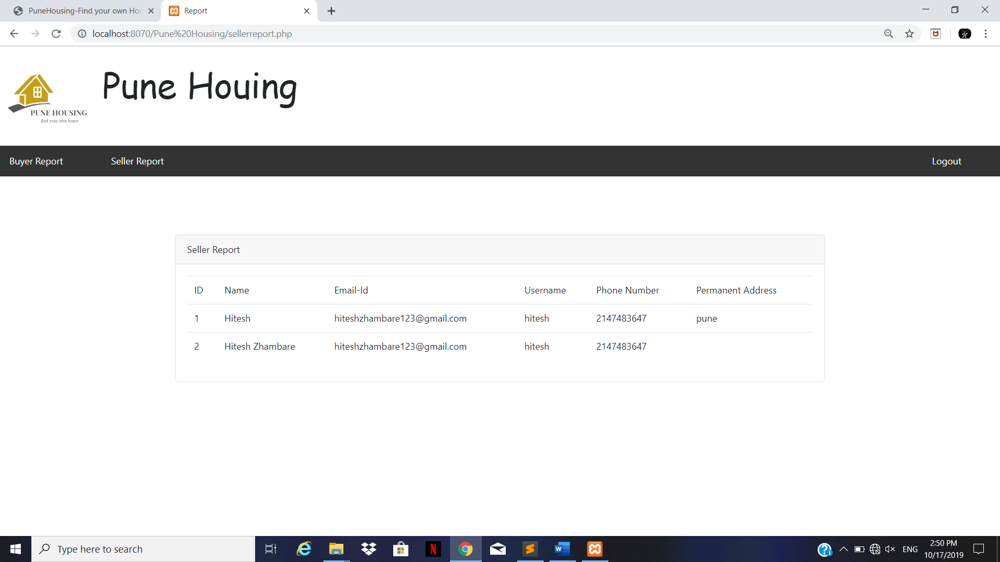 PuneHousing-Find your own Hom
Report
localhost:8070/Pune%20Housing/sellerreport.php
Pune Houing
PUNE HOUSING
find your own home
Buyer Report
Seller Report
Logout
Seller Report
ID Name Email-Id Username Phone Number Permanent Address
1 Hitesh hiteshzhambare123@gmail.com hitesh 2147483647 pune
2 Hitesh Zhambare hiteshzhambare123@gmail.com hitesh 2147483647
Type here to search
ENG
2:50 PM
10/17/2019